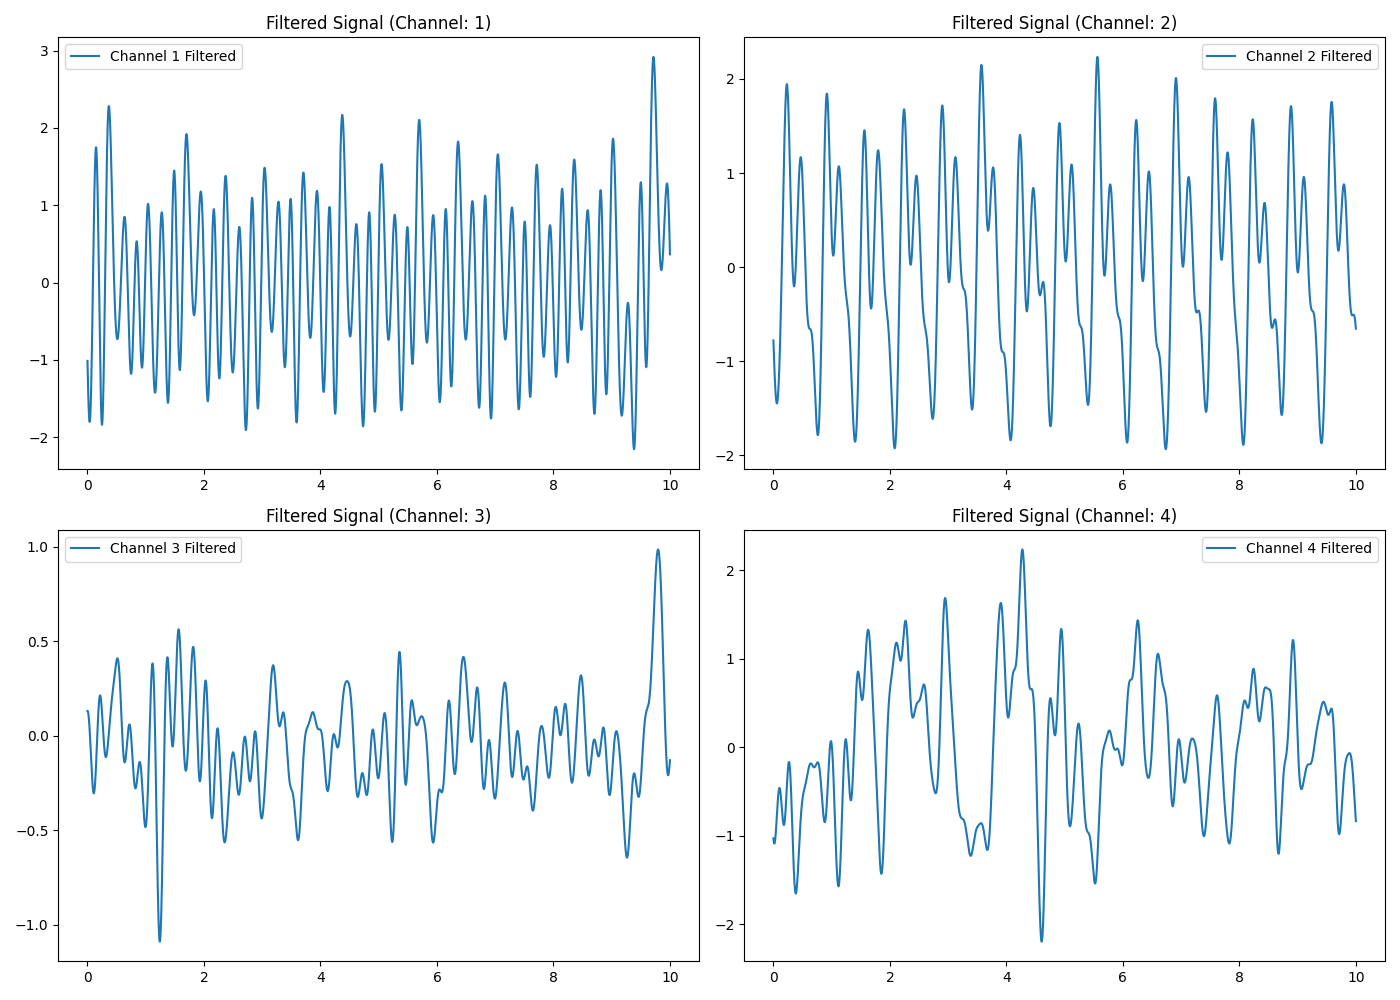 Filtered Signal (Channel: 1)
Channel 1 Filtered
3
2
1
0
−1
−2
0 2 4 6 8 10
Filtered Signal (Channel: 2)
Channel 2 Filtered
2
1
0
−1
−2
0 2 4 6 8 10
Filtered Signal (Channel: 3)
Channel 3 Filtered
1.0
0.5
0.0
−0.5
−1.0
0 2 4 6 8 10
Filtered Signal (Channel: 4)
Channel 4 Filtered
2
1
0
−1
−2
0 2 4 6 8 10